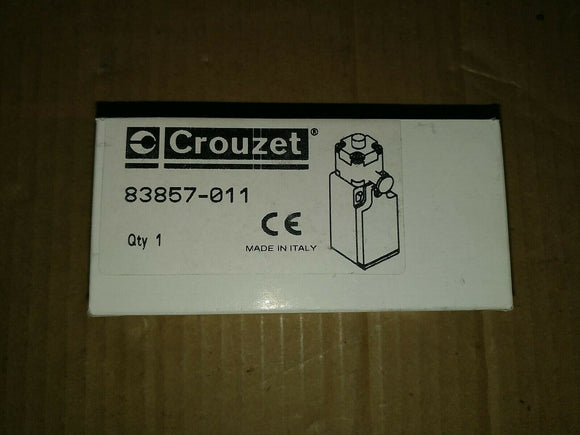 Crouzet®
83857-011
CE
Qty 1
MADE IN ITALY